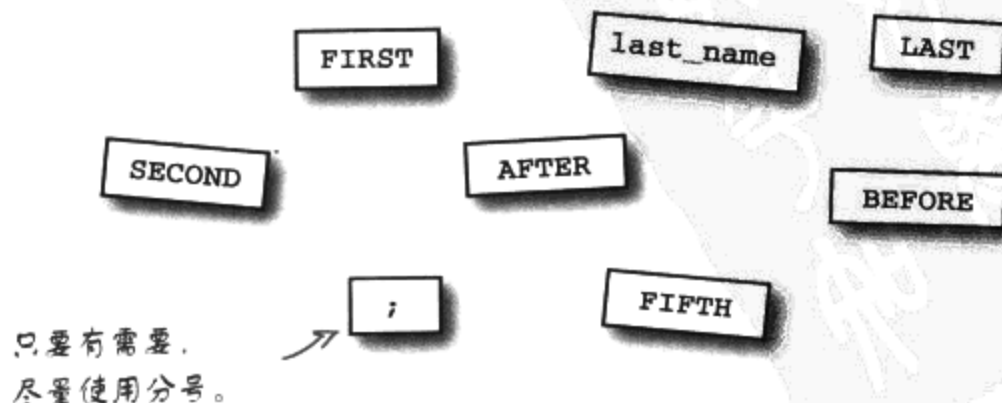 FIRST
last_name
LAST
SECOND
AFTER
BEFORE
;
FIFTH
只要有需要，
尽量使用分号。